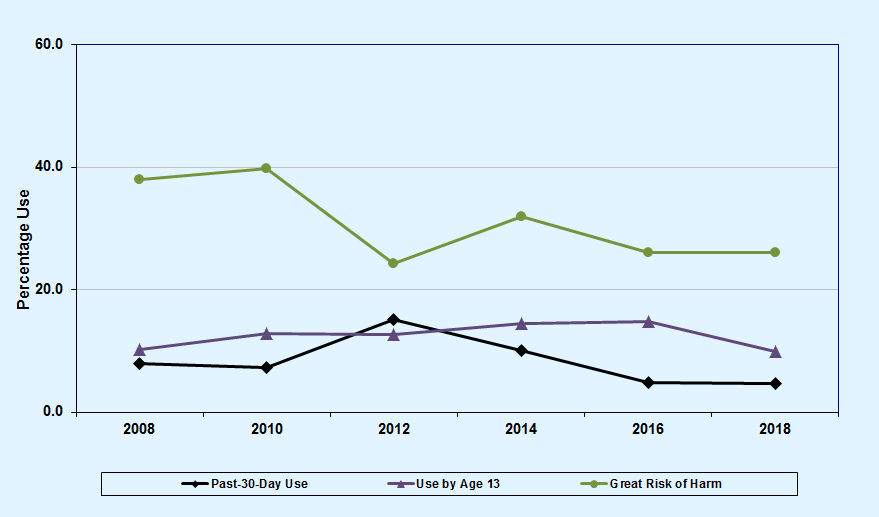 60.0
40.0
20.0
0.0
Percentage Use
2008 2010 2012 2014 2016 2018
Past-30-Day Use Use by Age 13 Great Risk of Harm